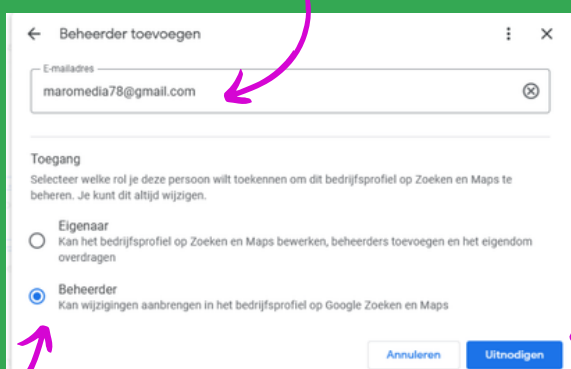 Beheerder toevoegen
E-mailadres
maromedia78@gmail.com
Toegang
Selecteer welke rol je deze persoon wilt toekennen om dit bedrijfsprofiel op Zoeken en Maps te
beheren. Je kunt dit altijd wijzigen.
Eigenaar
Kan het bedrijfsprofiel op Zoeken en Maps bewerken, beheerders toevoegen en het eigendom
overdragen
Beheerder
Kan wijzigingen aanbrengen in het bedrijfsprofiel op Google Zoeken en Maps
Annuleren Uitnodigen